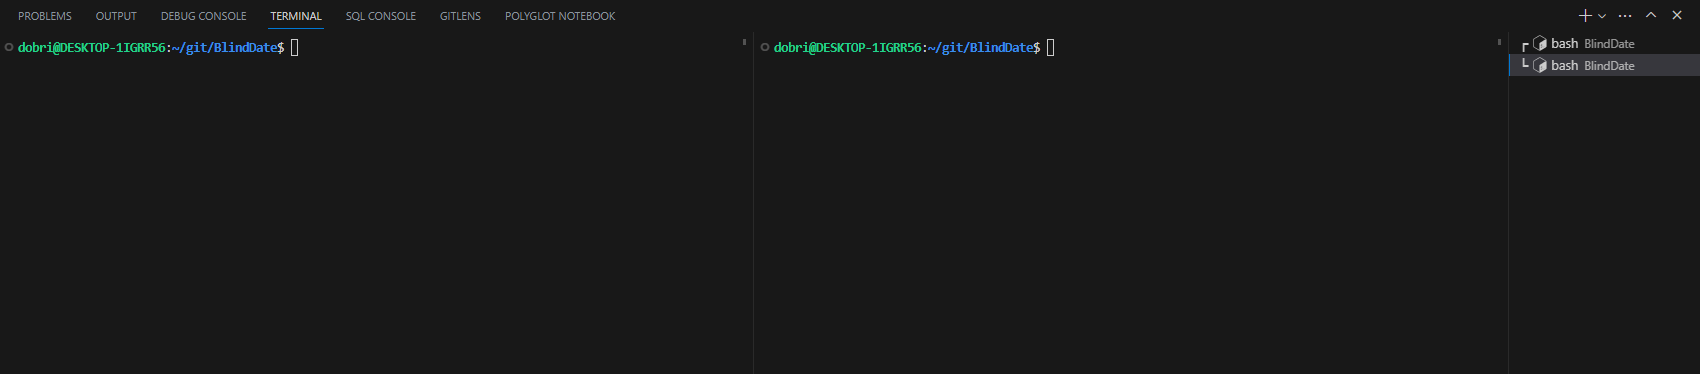 PROBLEMS OUTPUT DEBUG CONSOLE TERMINAL SQL CONSOLE GITLENS POLYGLOT NOTEBOOK
dobri@DESKTOP-1IGRR56:~/git/BlindDate$
dobri@DESKTOP-1IGRR56:~/git/BlindDate$
bash BlindDate
bash BlindDate